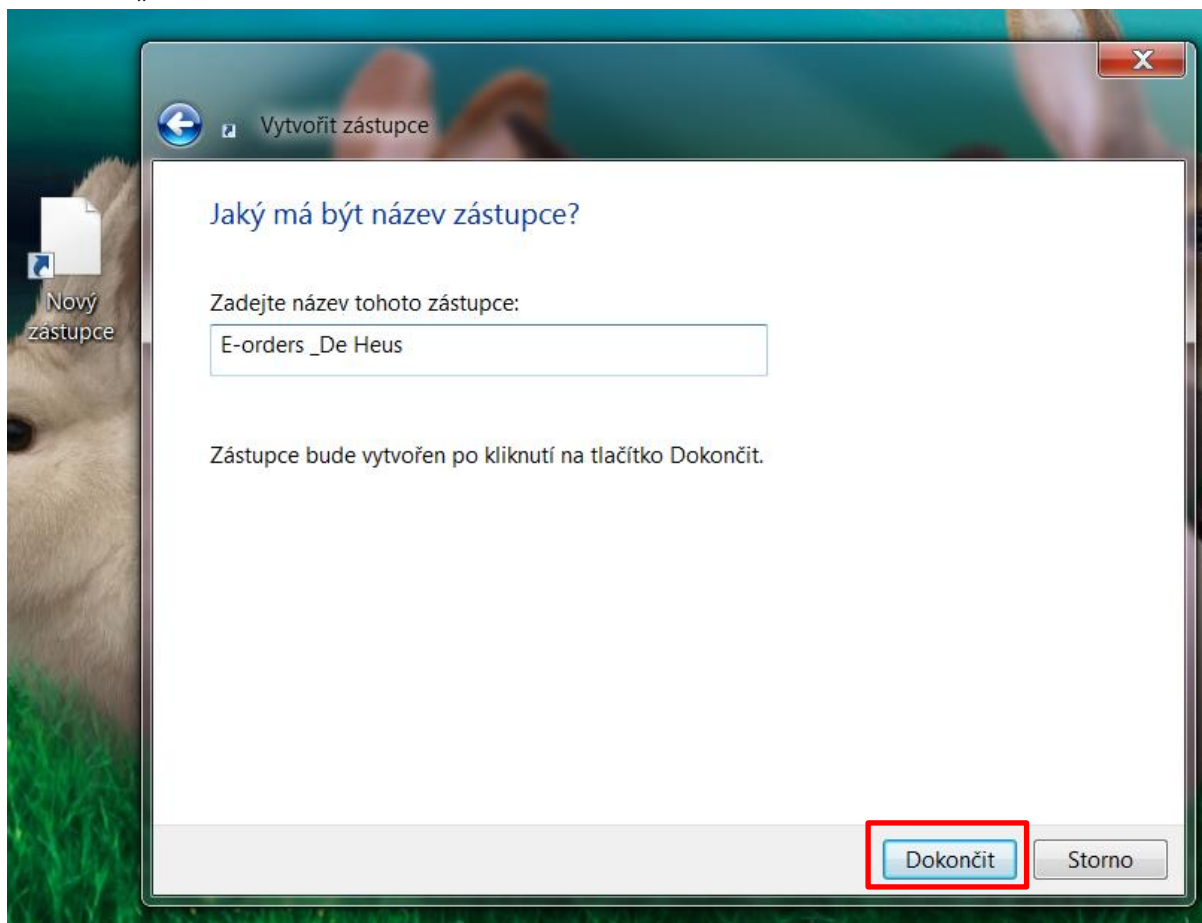 Vytvořit zástupce
Jaký má být název zástupce?
Nový
zástupce
Zadejte název tohoto zástupce:
E-orders _De Heus
Zástupce bude vytvořen po kliknutí na tlačítko Dokončit.
Dokončit
Storno